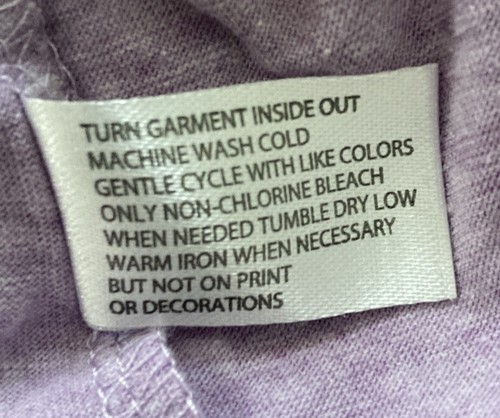 TURN GARMENT INSIDE OUT
MACHINE WASH COLD
GENTLE CYCLE WITH LIKE COLORS
ONLY NON-CHLORINE BLEACH
WHEN NEEDED TUMBLE DRY LOW
WARM IRON WHEN NECESSARY
BUT NOT ON PRINT
OR DECORATIONS